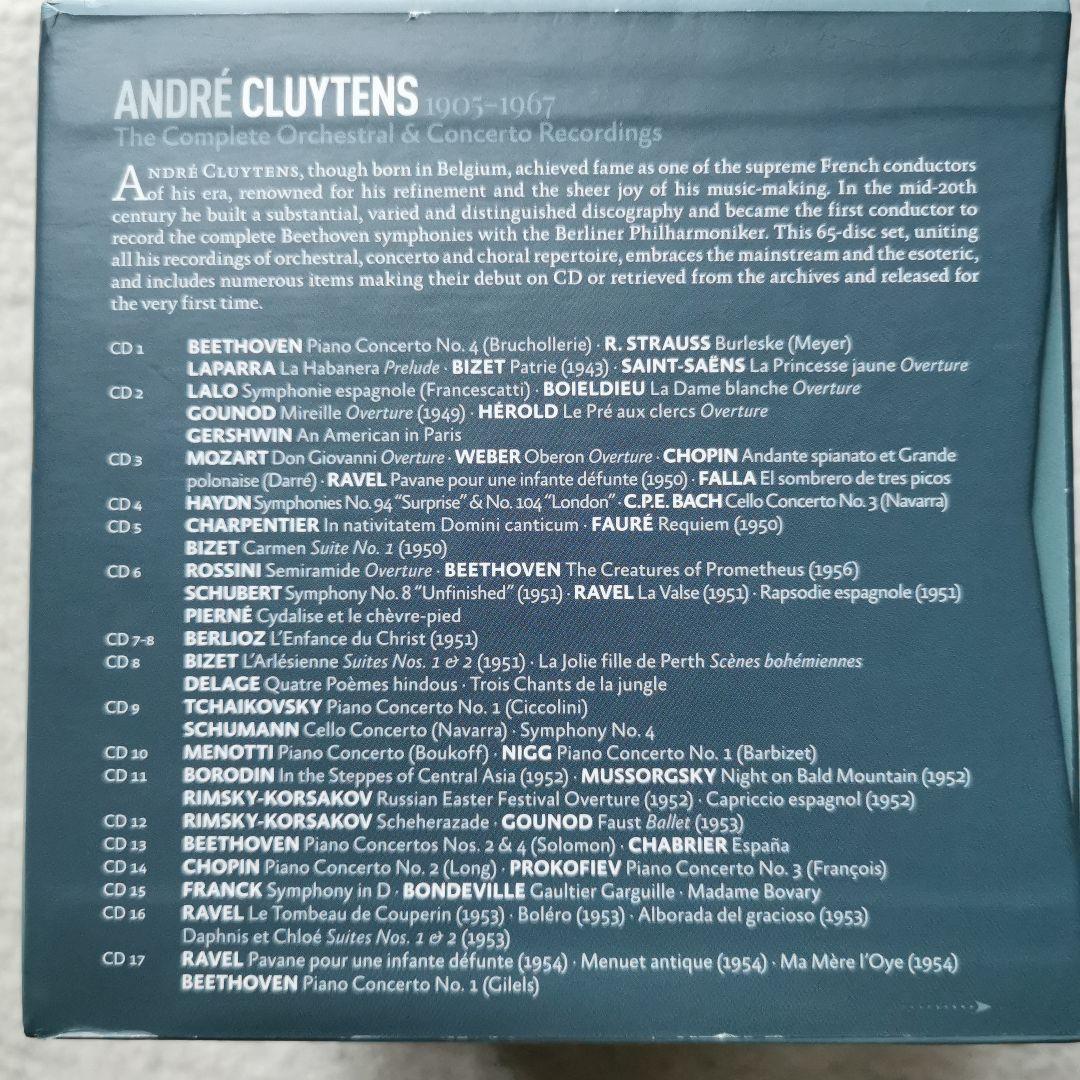 ANDRÉ CLUYTENS 1905–1967
The Complete Orchestral & Concerto Recordings
ANDRÉ CLUYTENS, though born in Belgium, achieved fame as one of the supreme French conductors
of his era, renowned for his refinement and the sheer joy of his music-making. In the mid-20th
century he built a substantial, varied and distinguished discography and became the first conductor to
record the complete Beethoven symphonies with the Berliner Philharmoniker. This 65-disc set, uniting
all his recordings of orchestral, concerto and choral repertoire, embraces the mainstream and the esoteric,
and includes numerous items making their debut on CD or retrieved from the archives and released for
the very first time.
CD 1 BEETHOVEN Piano Concerto No. 4 (Bruchollerie) · R. STRAUSS Burleske (Meyer)
LAPARRA La Habanera Prelude · BIZET Patrie (1943) · SAINT-SAËNS La Princesse jaune Overture
CD 2 LALO Symphonie espagnole (Francescatti) · BOIELDIEU La Dame blanche Overture
GOUNOD Mireille Overture (1949) · HÉROLD Le Pré aux clercs Overture
GERSHWIN An American in Paris
CD 3 MOZART Don Giovanni Overture · WEBER Oberon Overture · CHOPIN Andante spianato et Grande
polonaise (Darré) · RAVEL Pavane pour une infante défunte (1950) · FALLA El sombrero de tres picos
CD 4 HAYDN Symphonies No. 94 “Surprise” & No. 104 “London” · C.P.E. BACH Cello Concerto No. 3 (Navarra)
CD 5 CHARPENTIER In nativitatem Domini canticum · FAURÉ Requiem (1950)
BIZET Carmen Suite No. 1 (1950)
CD 6 ROSSINI Semiramide Overture · BEETHOVEN The Creatures of Prometheus (1956)
SCHUBERT Symphony No. 8 “Unfinished” (1951) · RAVEL La Valse (1951) · Rapsodie espagnole (1951)
PIERNÉ Cydalise et le chèvre-pied
CD 7-8 BERLIOZ L’Enfance du Christ (1951)
CD 8 BIZET L’Arlésienne Suites Nos. 1 & 2 (1951) · La Jolie fille de Perth Scènes bohémiennes
DELAGE Quatre Poèmes hindous · Trois Chants de la jungle
CD 9 TCHAIKOVSKY Piano Concerto No. 1 (Ciccolini)
SCHUMANN Cello Concerto (Navarra) · Symphony No. 4
CD 10 MENOTTI Piano Concerto (Boukoff) · NIGG Piano Concerto No. 1 (Barbizet)
CD 11 BORODIN In the Steppes of Central Asia (1952) · MUSSORGSKY Night on Bald Mountain (1952)
RIMSKY-KORSAKOV Russian Easter Festival Overture (1952) · Capriccio espagnol (1952)
CD 12 RIMSKY-KORSAKOV Scheherazade · GOUNOD Faust Ballet (1953)
CD 13 BEETHOVEN Piano Concertos Nos. 2 & 4 (Solomon) · CHABRIER España
CD 14 CHOPIN Piano Concerto No. 2 (Long) · PROKOFIEV Piano Concerto No. 3 (François)
CD 15 FRANCK Symphony in D · BONDEVILLE Gaultier Garguille · Madame Bovary
CD 16 RAVEL Le Tombeau de Couperin (1953) · Boléro (1953) · Alborada del gracioso (1953)
Daphnis et Chloé Suites Nos. 1 & 2 (1953)
CD 17 RAVEL Pavane pour une infante défunte (1954) · Menuet antique (1954) · Ma Mère l’Oye (1954)
BEETHOVEN Piano Concerto No. 1 (Gilels)